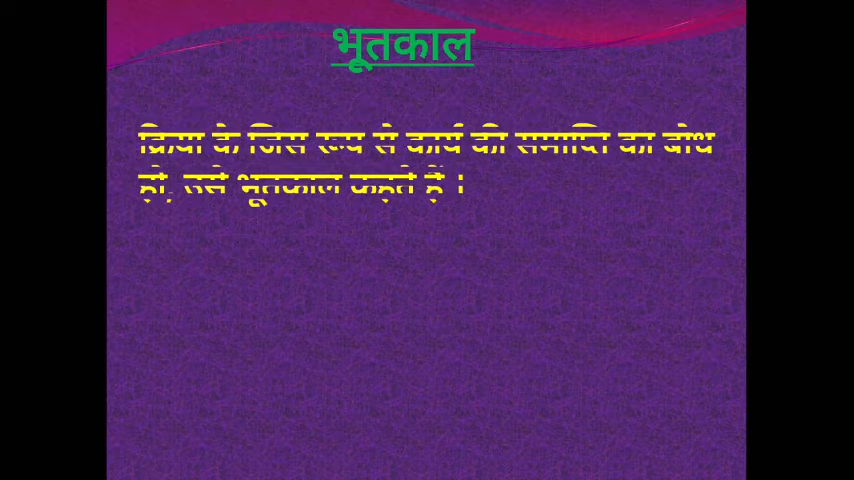 भूतकाल
क्रिया के जिस रूप से कार्य की समाप्ति का बोध
हो, उसे भूतकाल कहते हैं ।